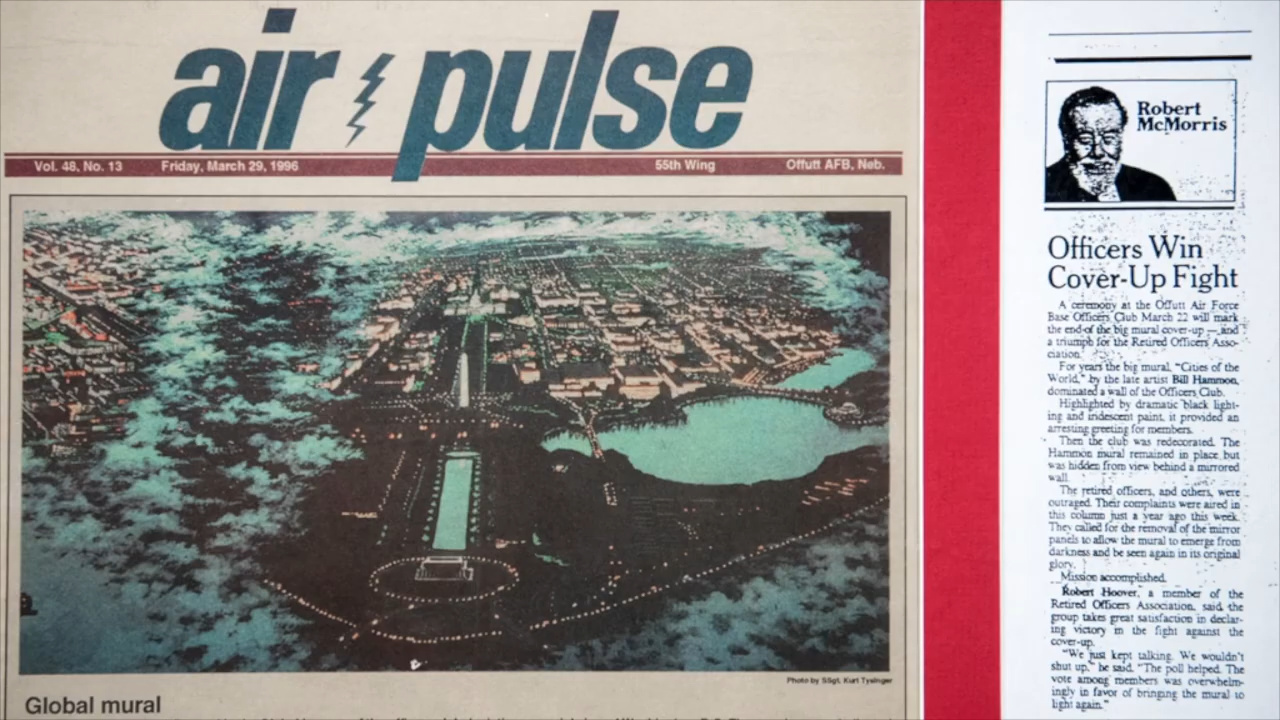 air pulse
Vol. 48, No. 13 Friday, March 29, 1996 55th Wing Offutt AFB, Neb.
Photo by SSgt. Kurt Tysinger
Global mural
Robert
McMorris
Officers Win
Cover-Up Fight
A ceremony at the Offutt Air Force
Base Officers Club March 22 will mark
the end of the big mural cover-up — and
a triumph for the Retired Officers Asso-
ciation.
For years the big mural, "Cities of the
World," by the late artist Bill Hammon,
dominated a wall of the Officers Club.
Highlighted by dramatic black light-
ing and iridescent paint, it provided an
arresting greeting for members.
Then the club was redecorated. The
Hammon mural remained in place but
was hidden from view behind a mirrored
wall.
The retired officers, and others, were
outraged. Their complaints were aired in
this column just a year ago this week.
They called for the removal of the mirror
panels to allow the mural to emerge from
darkness and be seen again in its original
glory.
Mission accomplished.
Robert Hoover, a member of the
Retired Officers Association, said the
group takes great satisfaction in declar-
ing victory in the fight against the
cover-up.
"We just kept talking. We wouldn't
shut up," he said. "The poll helped. The
vote among members was overwhelm-
ingly in favor of bringing the mural to
light again."